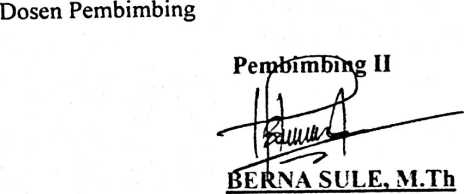 Dosen Pembimbing
Pembimbing II
BERNA SULE, M.Th